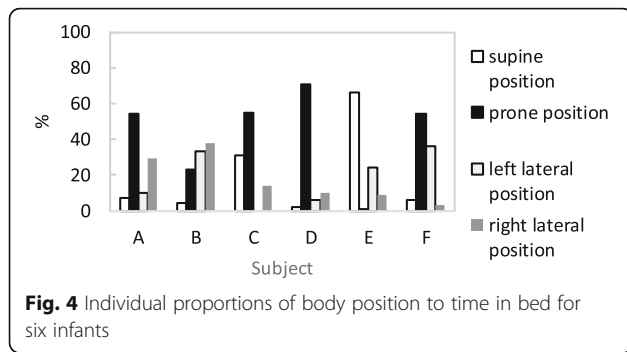 100
80
60
40
20
0
%
A B C D E F
Subject
supine
position
prone position
left lateral
position
right lateral
position
Fig. 4 Individual proportions of body position to time in bed for
six infants